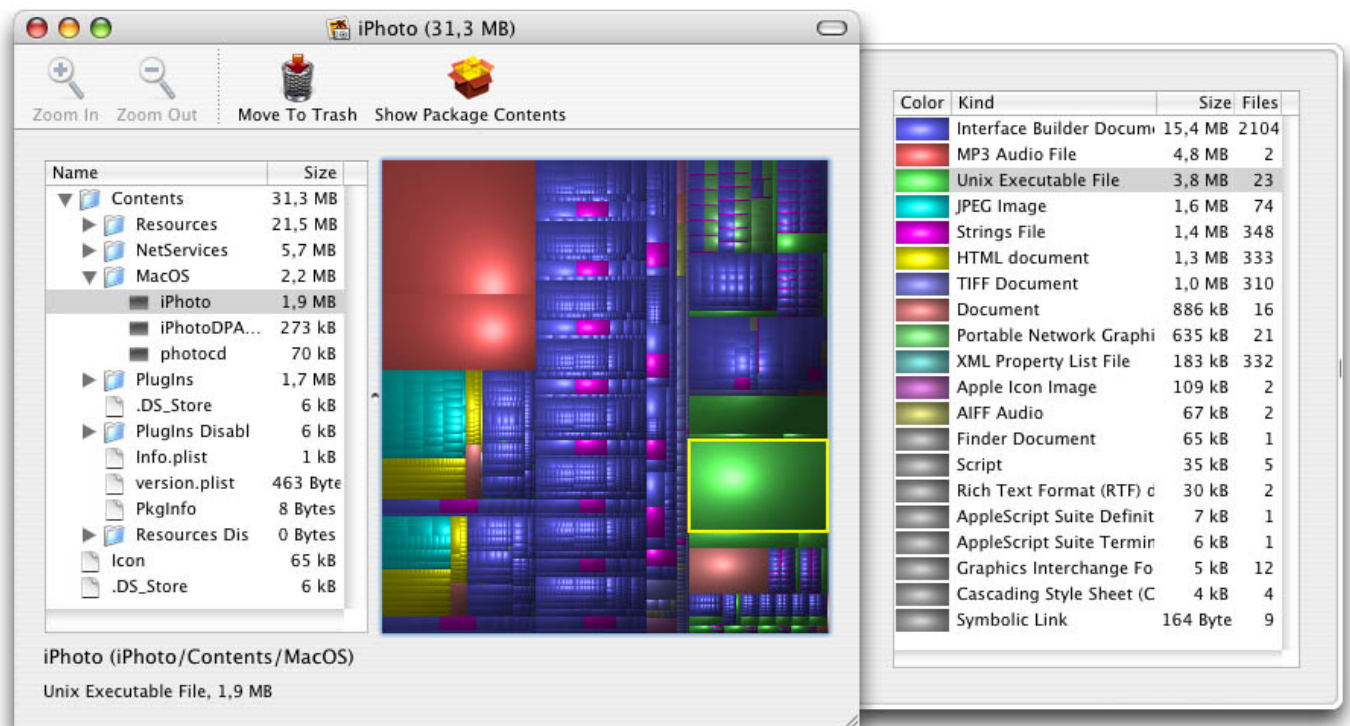 iPhoto (31,3 MB)
Zoom In Zoom Out Move To Trash Show Package Contents
Name Size
Contents 31,3 MB
Resources 21,5 MB
NetServices 5,7 MB
MacOS 2,2 MB
iPhoto 1,9 MB
iPhotoDPA... 273 kB
photocd 70 kB
PlugIns 1,7 MB
.DS_Store 6 kB
PlugIns Disabl 6 kB
Info.plist 1 kB
version.plist 463 Byte
PkgInfo 8 Bytes
Resources Dis 0 Bytes
Icon 65 kB
.DS_Store 6 kB
iPhoto (iPhoto/Contents/MacOS)
Unix Executable File, 1,9 MB
Color Kind Size Files
Interface Builder Docum 15,4 MB 2104
MP3 Audio File 4,8 MB 2
Unix Executable File 3,8 MB 23
JPEG Image 1,6 MB 74
Strings File 1,4 MB 348
HTML document 1,3 MB 333
TIFF Document 1,0 MB 310
Document 886 kB 16
Portable Network Graphi 635 kB 21
XML Property List File 183 kB 332
Apple Icon Image 109 kB 2
AIFF Audio 67 kB 2
Finder Document 65 kB 1
Script 35 kB 5
Rich Text Format (RTF) d 30 kB 2
AppleScript Suite Definit 7 kB 1
AppleScript Suite Termin 6 kB 1
Graphics Interchange Fo 5 kB 12
Cascading Style Sheet (C 4 kB 4
Symbolic Link 164 Byte 9